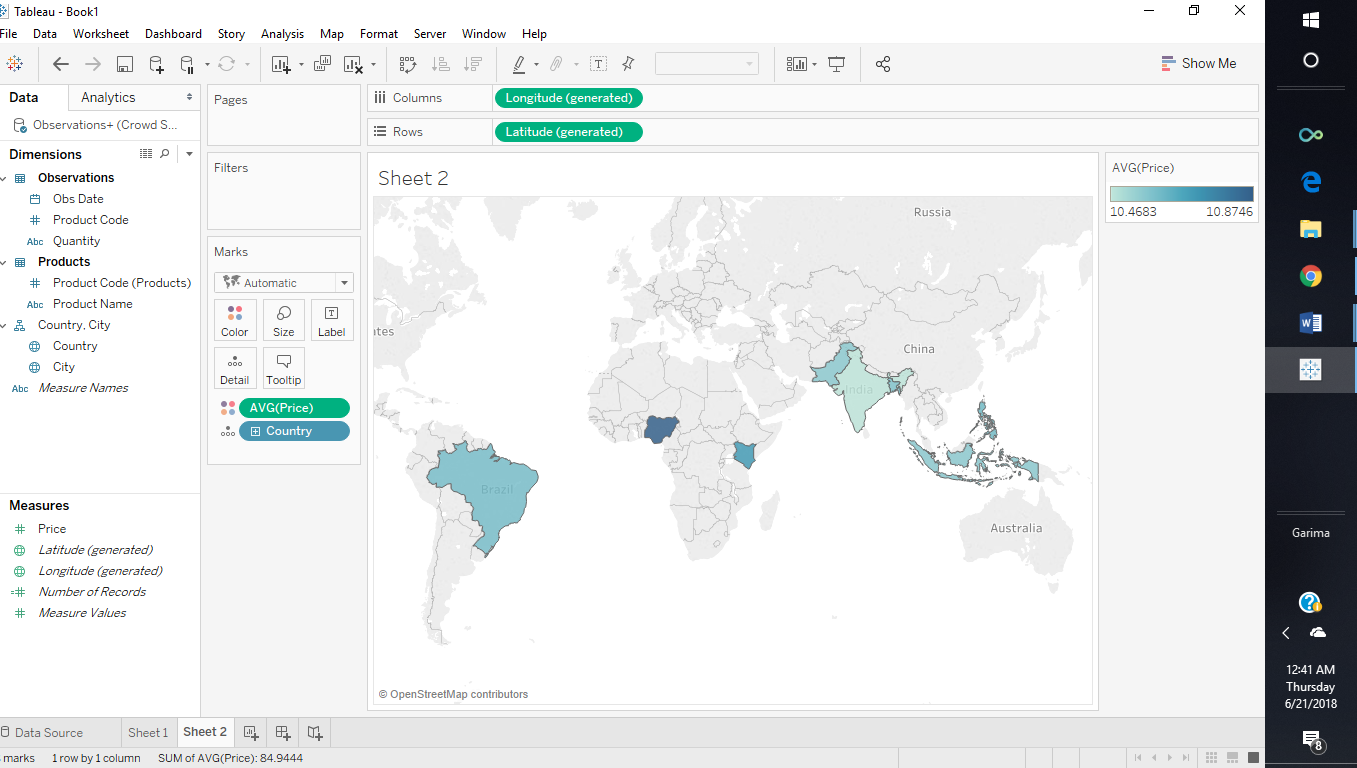 Tableau - Book1
File Data Worksheet Dashboard Story Analysis Map Format Server Window Help
Show Me
Data Analytics
Observations+ (Crowd S...
Dimensions
Observations
Obs Date
Product Code
Abc Quantity
Products
Product Code (Products)
Abc Product Name
Country, City
Country
City
Abc Measure Names
Measures
Price
Latitude (generated)
Longitude (generated)
Number of Records
Measure Values
Pages
Filters
Marks
Automatic
Color Size Label
Detail Tooltip
AVG(Price)
Country
Columns Longitude (generated)
Rows Latitude (generated)
Sheet 2
Russia
ates
China
India
Brazil
Australia
© OpenStreetMap contributors
AVG(Price)
10.4683 10.8746
Data Source Sheet 1 Sheet 2
marks 1 row by 1 column SUM of AVG(Price): 84.9444
Garima
12:41 AM
Thursday
6/21/2018
8